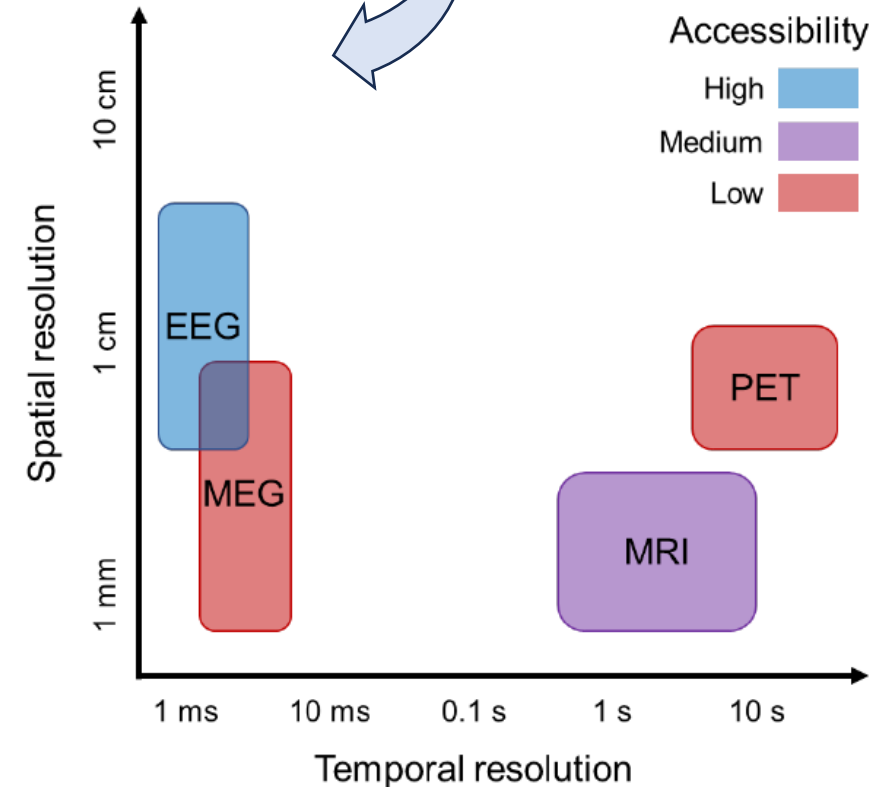 Accessibility
High
Medium
Low
Spatial resolution
10 cm
1 cm
1 mm
EEG
MEG
PET
MRI
1 ms 10 ms 0.1 s 1 s 10 s
Temporal resolution